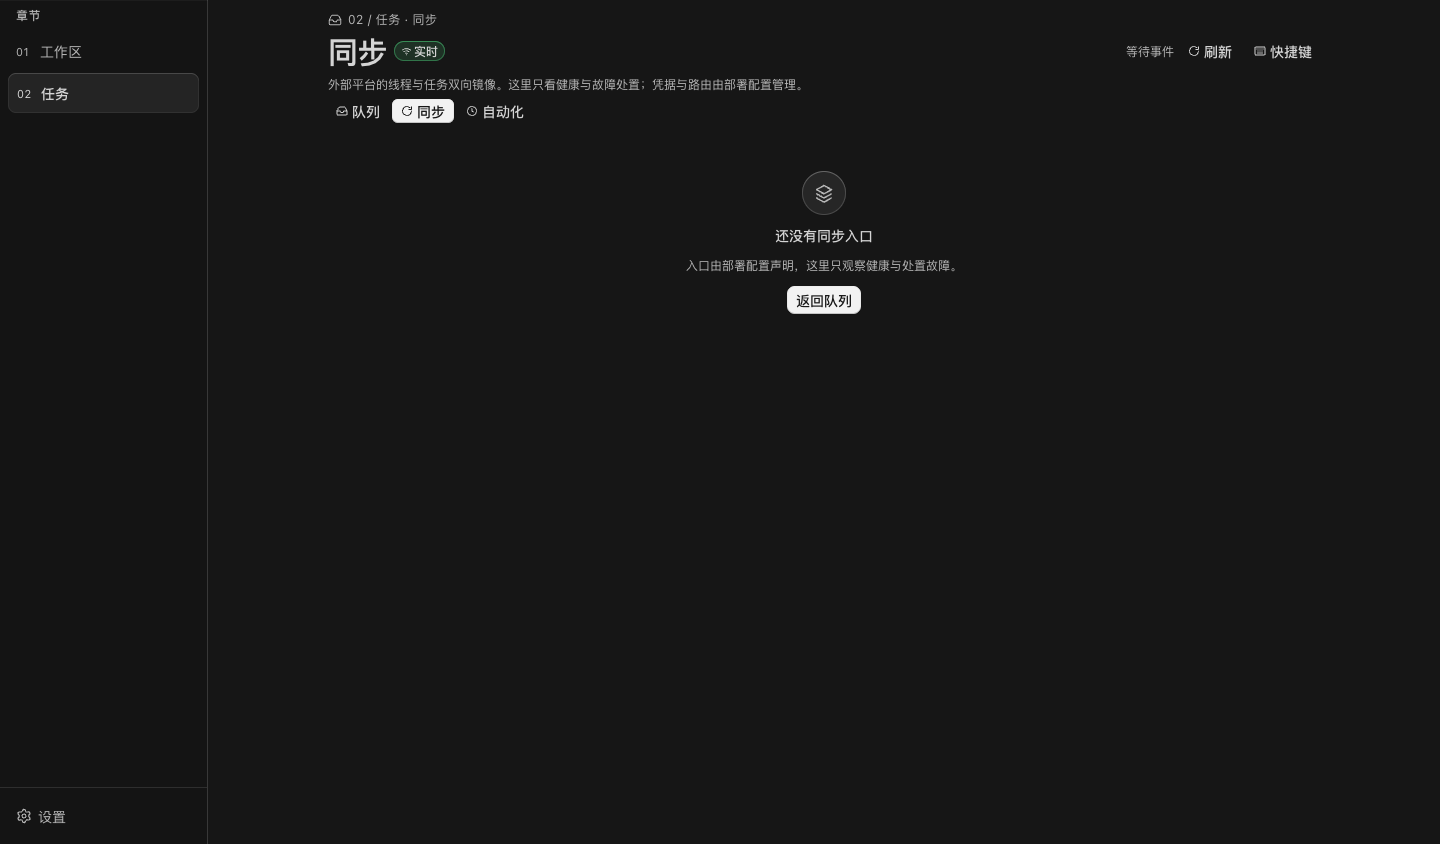 章节
01 工作区
02 任务
设置
02 / 任务 · 同步
同步 实时
等待事件 刷新 快捷键
外部平台的线程与任务双向镜像。这里只看健康与故障处置；凭据与路由由部署配置管理。
队列 同步 自动化
还没有同步入口
入口由部署配置声明，这里只观察健康与处置故障。
返回队列